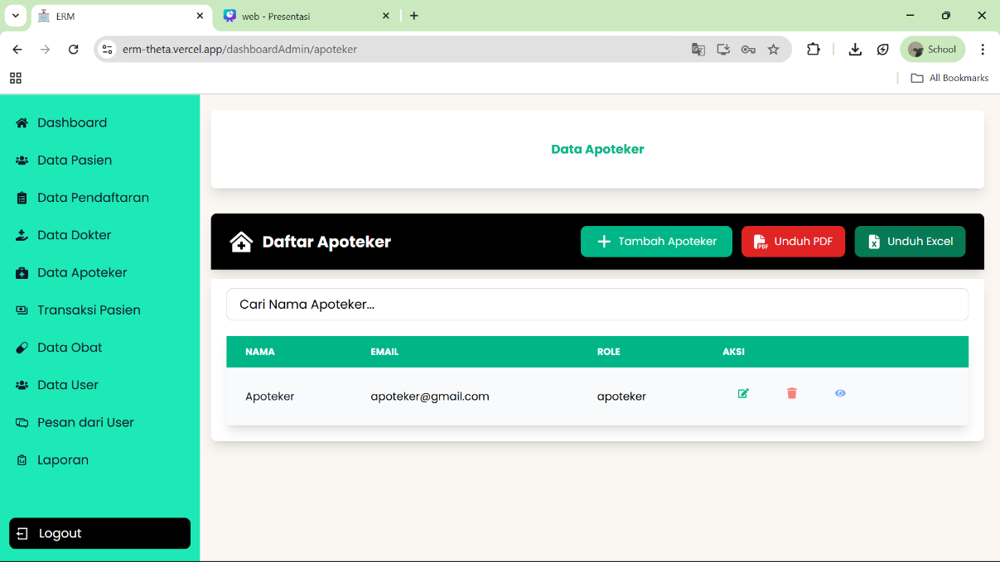 ERM
web - Presentasi
erm-theta.vercel.app/dashboardAdmin/apoteker
School
All Bookmarks
Dashboard
Data Pasien
Data Pendaftaran
Data Dokter
Data Apoteker
Transaksi Pasien
Data Obat
Data User
Pesan dari User
Laporan
Logout
Data Apoteker
Daftar Apoteker
Tambah Apoteker
PDF Unduh PDF
X Unduh Excel
Cari Nama Apoteker...
NAMA EMAIL ROLE AKSI
Apoteker apoteker@gmail.com apoteker